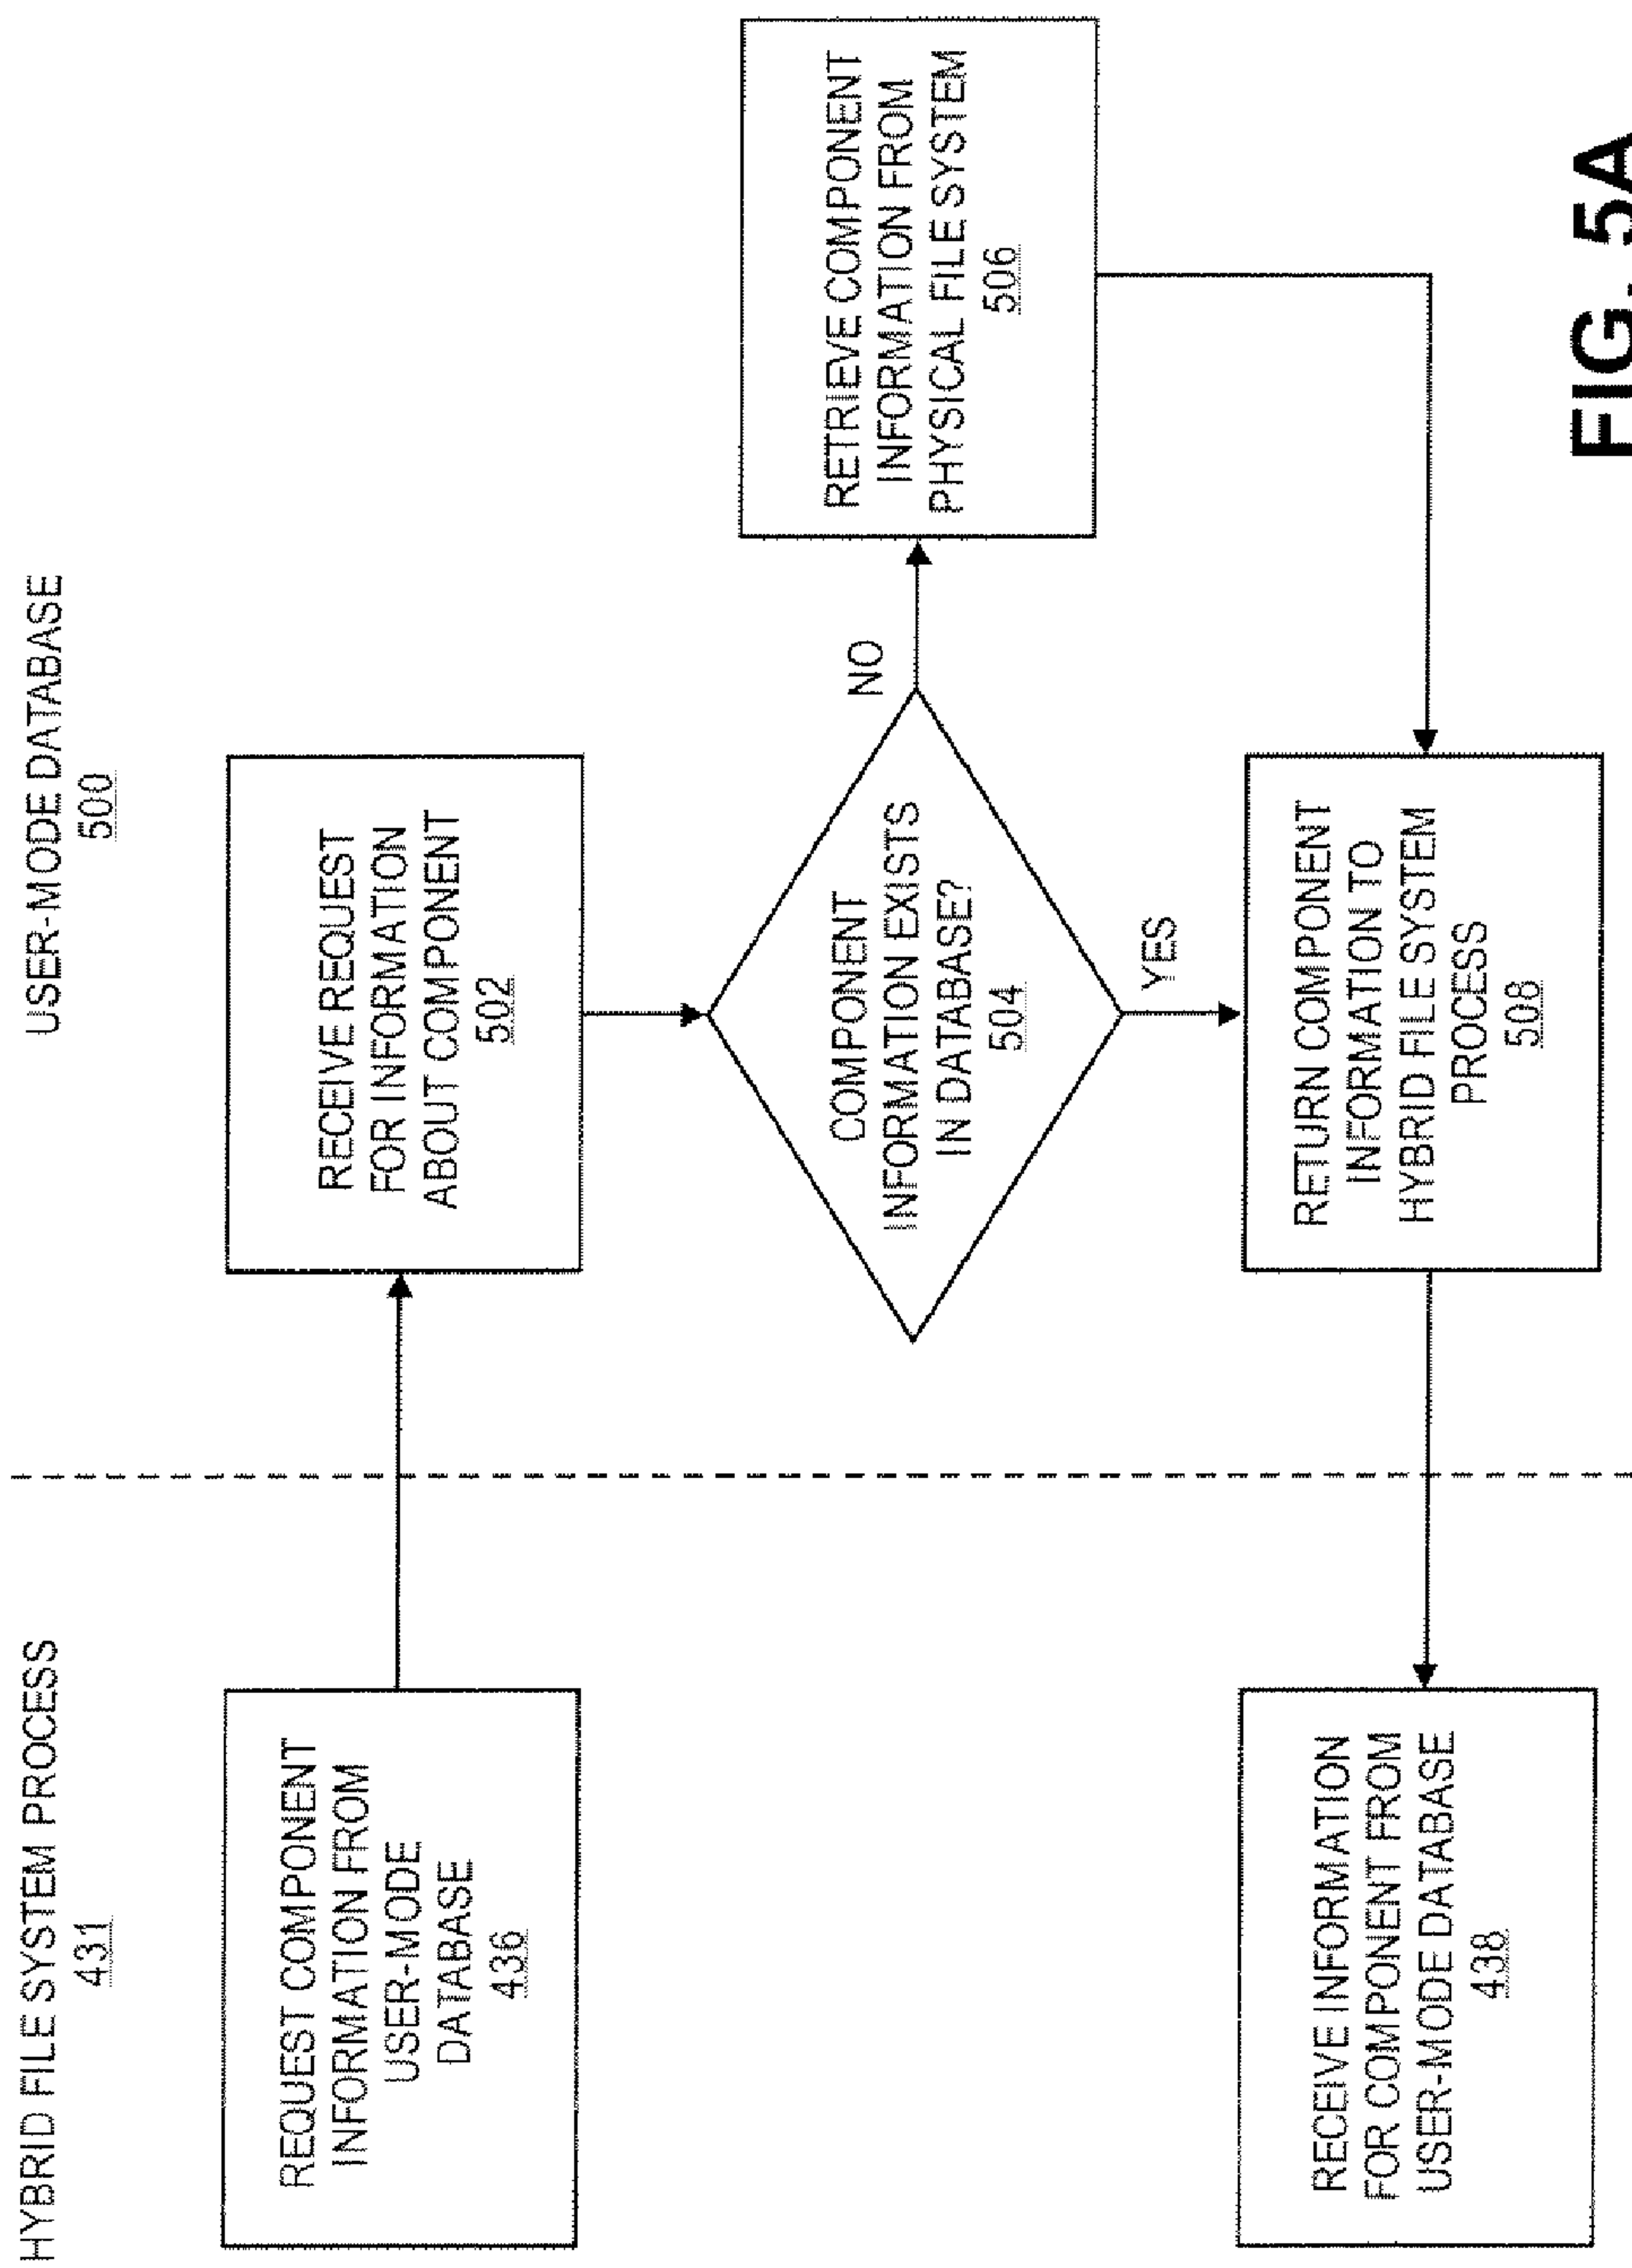 HYBRID FILE SYSTEM PROCESS
431
USER-MODE DATABASE
500
REQUEST COMPONENT
INFORMATION FROM
USER-MODE
DATABASE
436
RECEIVE REQUEST
FOR INFORMATION
ABOUT COMPONENT
502
COMPONENT
INFORMATION EXISTS
IN DATABASE?
504
NO
RETRIEVE COMPONENT
INFORMATION FROM
PHYSICAL FILE SYSTEM
506
YES
RETURN COMPONENT
INFORMATION TO
HYBRID FILE SYSTEM
PROCESS
508
RECEIVE INFORMATION
FOR COMPONENT FROM
USER-MODE DATABASE
438
FIG. 5A